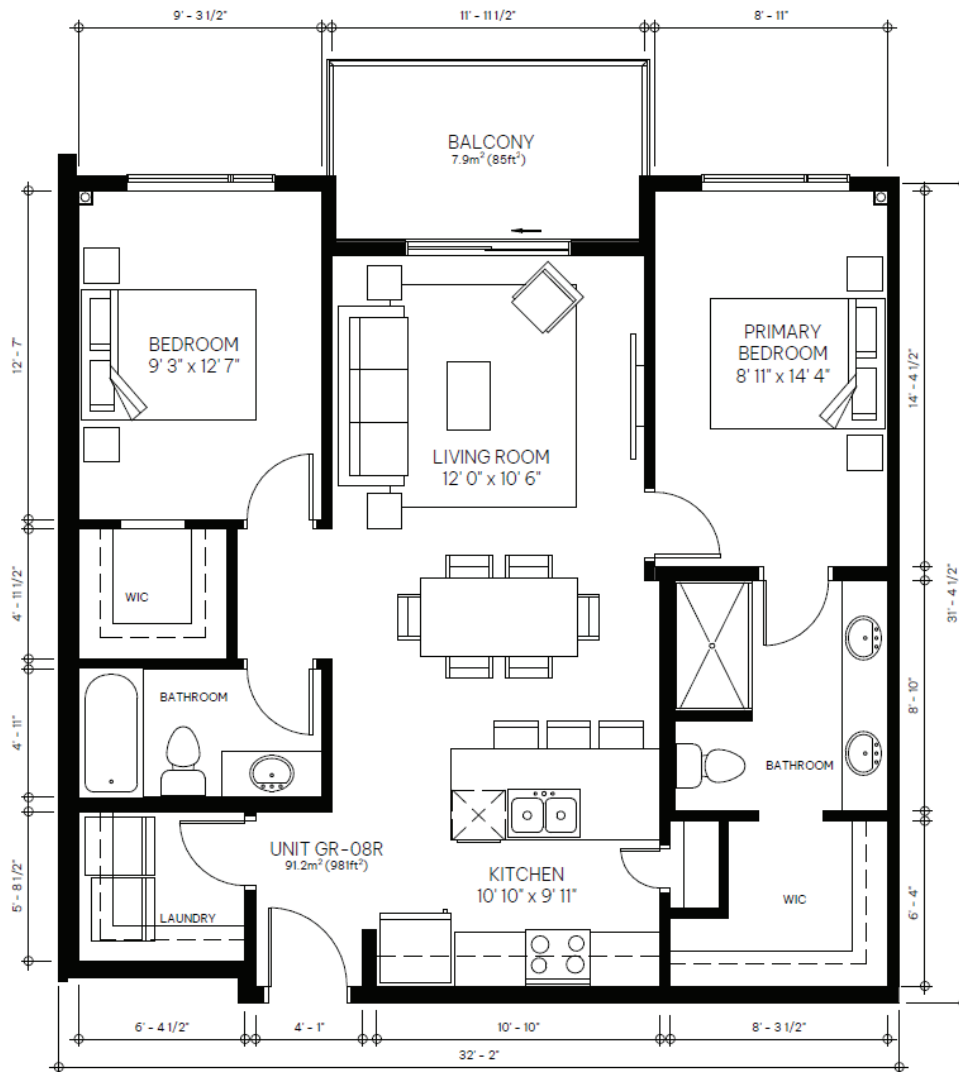 9' - 3 1/2"
11' - 11 1/2"
8' - 11"
BALCONY
7.9m² (85ft²)
BEDROOM
9' 3" x 12' 7"
PRIMARY
BEDROOM
8' 11" x 14' 4"
12' - 7"
14' - 4 1/2"
LIVING ROOM
12' 0" x 10' 6"
WIC
4' - 11 1/2"
31' - 4 1/2"
BATHROOM
4' - 11"
8' - 10"
BATHROOM
UNIT GR-08R
91.2m² (981ft²)
KITCHEN
10' 10" x 9' 11"
5' - 8 1/2"
LAUNDRY
WIC
6' - 4"
6' - 4 1/2"
4' - 1"
10' - 10"
8' - 3 1/2"
32' - 2"